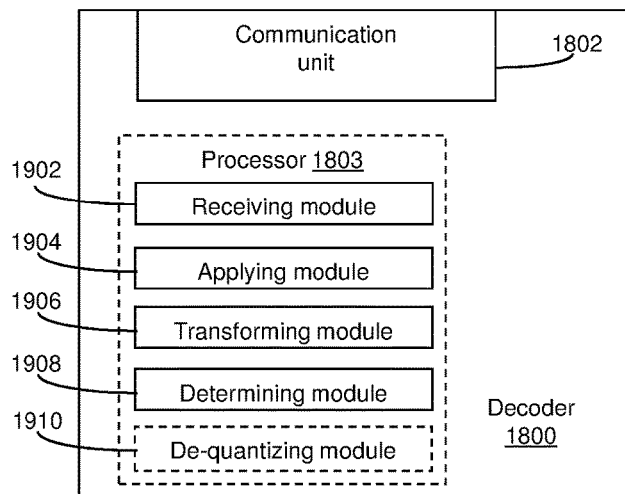 Communication
unit
1802
Processor 1803
1902
Receiving module
1904
Applying module
1906
Transforming module
1908
Determining module
1910
De-quantizing module
Decoder
1800